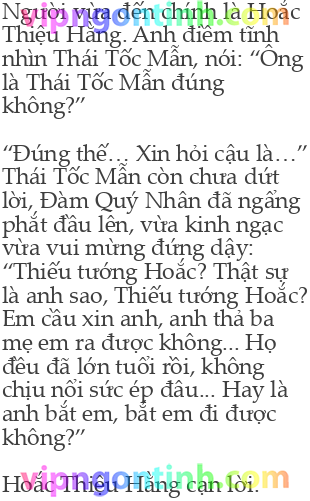 Người vừa đến chính là Hoắc
Thiệu Hằng. Anh điềm tĩnh
nhìn Thái Tốc Mẫn, nói: “Ông
là Thái Tốc Mẫn đúng
không?”
“Đúng thế... Xin hỏi cậu là...”
Thái Tốc Mẫn còn chưa dứt
lời, Đàm Quý Nhân đã ngẩng
phắt đầu lên, vừa kinh ngạc
vừa vui mừng đứng dậy:
“Thiếu tướng Hoắc? Thật sự
là anh sao, Thiếu tướng Hoắc?
Em cầu xin anh, anh thả ba
mẹ em ra được không... Họ
đều đã lớn tuổi rồi, không
chịu nổi sức ép đâu... Hay là
anh bắt em, bắt em đi được
không?”
Hoắc Thiệu Hằng cạn lời.
vipngontinh.com
vipngontinh.com